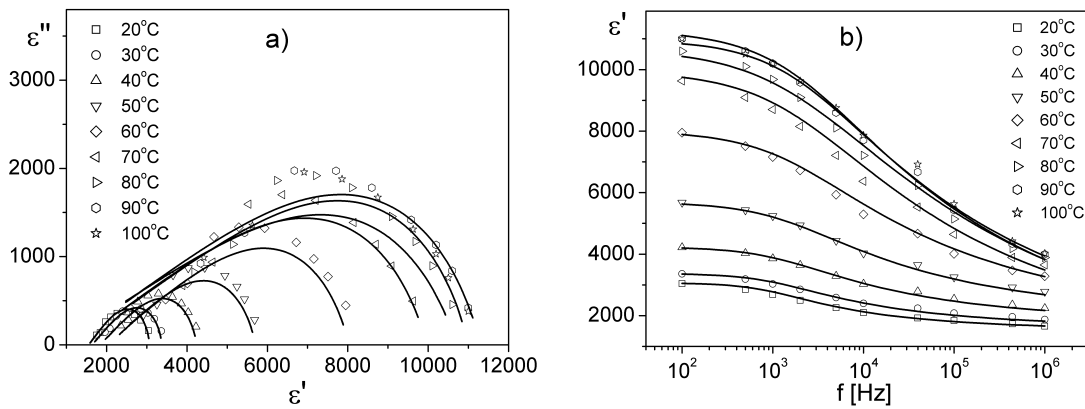 a)
ε''
3000
2000
1000
0
20°C
30°C
40°C
50°C
60°C
70°C
80°C
90°C
100°C
2000 4000 6000 8000 10000 12000
ε'
b)
ε'
10000
8000
6000
4000
2000
20°C
30°C
40°C
50°C
60°C
70°C
80°C
90°C
100°C
10² 10³ 10⁴ 10⁵ 10⁶
f [Hz]